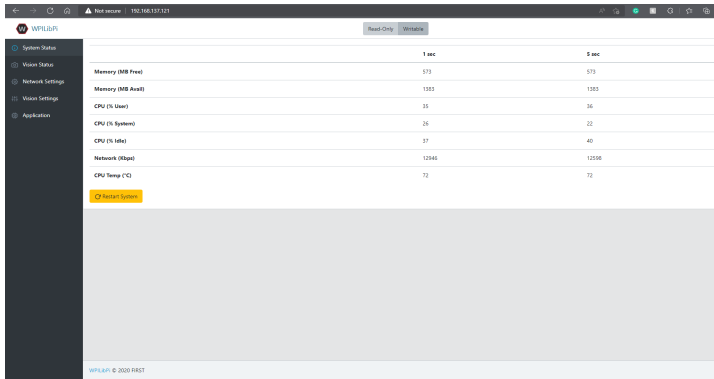 Not secure 192.168.137.121
WPILibPi
Read-Only Writable
System Status
Vision Status
Network Settings
Vision Settings
Application
1 sec 5 sec
Memory (MB Free) 573 573
Memory (MB Avail) 1383 1383
CPU (% User) 35 36
CPU (% System) 26 22
CPU (% Idle) 37 40
Network (Kbps) 12946 12598
CPU Temp (°C) 72 72
Restart System
WPILibPi © 2020 FIRST